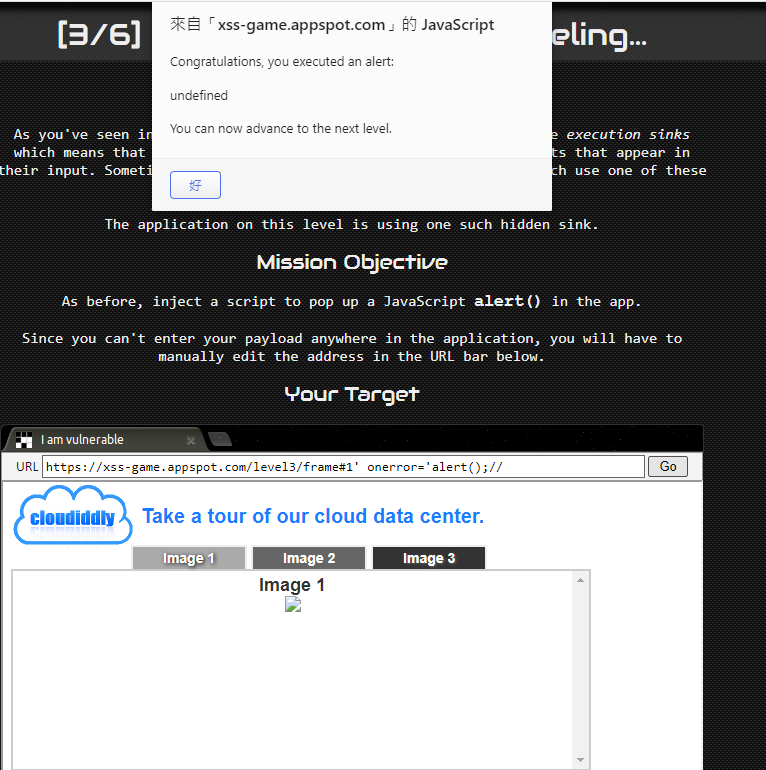 [3/6]
eling...
來自「xss-game.appspot.com」的 JavaScript
Congratulations, you executed an alert:
undefined
You can now advance to the next level.
好
As you've seen in
e execution sinks
which means that
ts that appear in
their input. Someti
ch use one of these
The application on this level is using one such hidden sink.
Mission Objective
As before, inject a script to pop up a JavaScript alert() in the app.
Since you can't enter your payload anywhere in the application, you will have to
manually edit the address in the URL bar below.
Your Target
I am vulnerable
URL https://xss-game.appspot.com/level3/frame#1' onerror='alert();// Go
cloudiddly
Take a tour of our cloud data center.
Image 1 Image 2 Image 3
Image 1